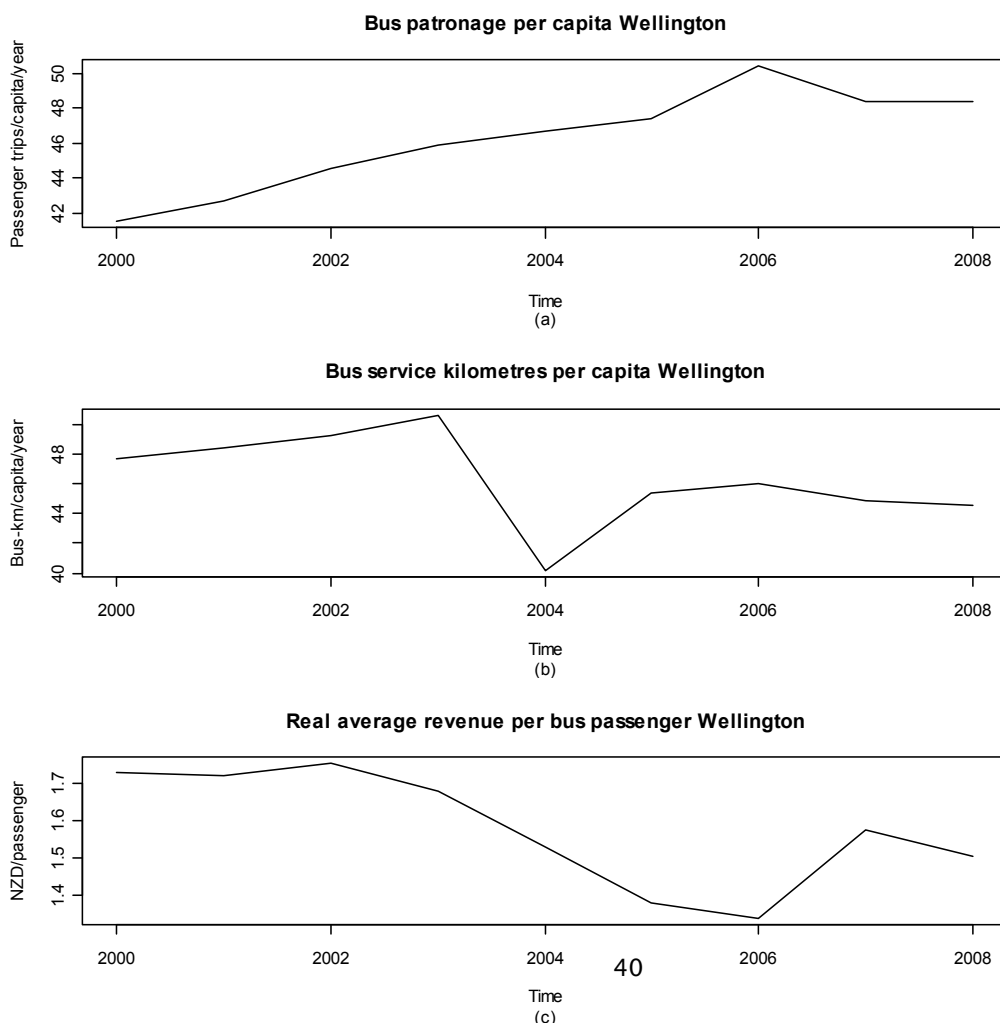 Bus patronage per capita Wellington
Passenger trips/capita/year
50
48
46
44
42
2000 2002 2004 2006 2008
Time
(a)
Bus service kilometres per capita Wellington
Bus-km/capita/year
48
44
40
2000 2002 2004 2006 2008
Time
(b)
Real average revenue per bus passenger Wellington
NZD/passenger
1.7
1.6
1.5
1.4
2000 2002 2004 2006 2008
40
Time
(c)